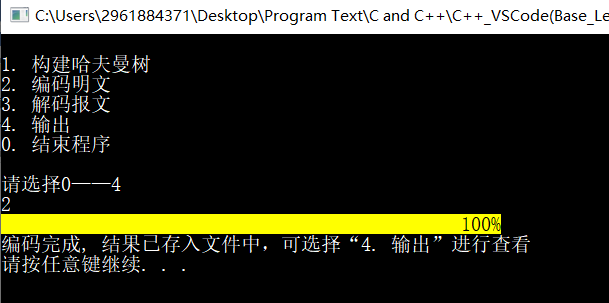 C:\Users\2961884371\Desktop\Program Text\C and C++\C++_VSCode(Base_Le
1. 构建哈夫曼树
2. 编码明文
3. 解码报文
4. 输出
0. 结束程序
请选择0——4
2
100%
编码完成, 结果已存入文件中，可选择“4. 输出”进行查看
请按任意键继续. . .